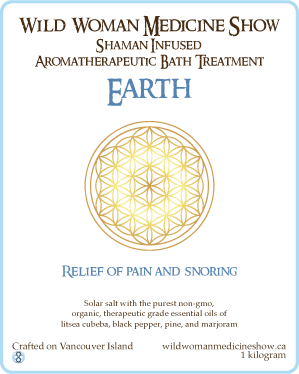 Wild Woman Medicine Show
Shaman Infused
Aromatherapeutic Bath Treatment
Earth
Relief of pain and snoring
Solar salt with the purest non-gmo,
organic, therapeutic grade essential oils of
litsea cubeba, black pepper, pine, and marjoram
Crafted on Vancouver Island
wildwomanmedicineshow.ca
1 kilogram